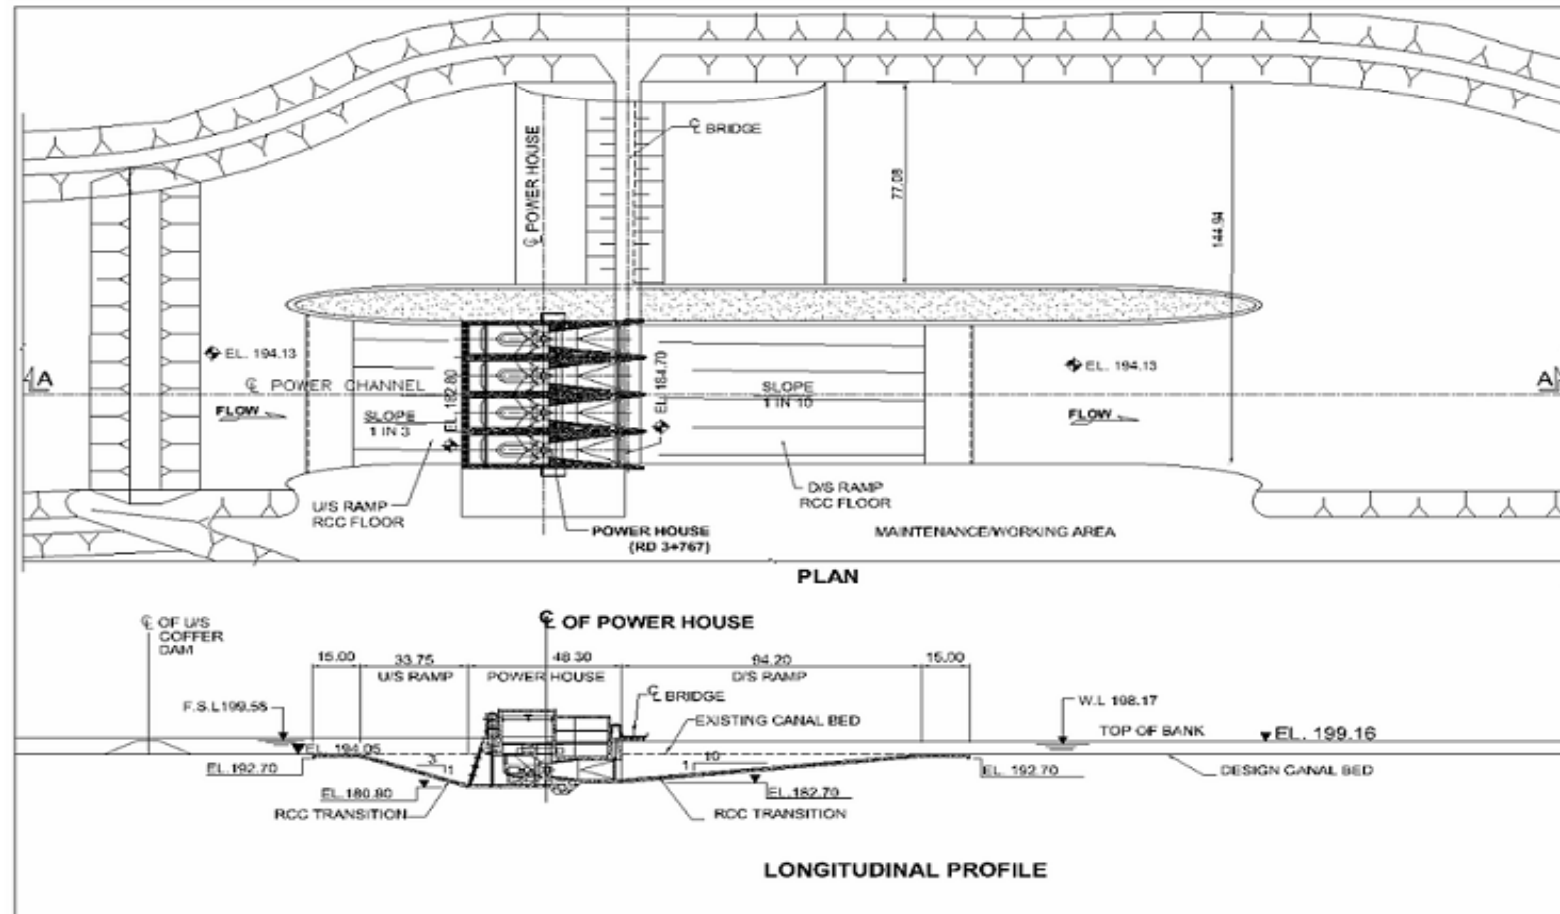 ℄ POWER HOUSE
℄ BRIDGE
77.08
144.94
A
EL. 194.13
℄ POWER CHANNEL
FLOW
SLOPE
1 IN 3
EL. 182.80
EL. 184.70
SLOPE
1 IN 10
EL. 194.13
FLOW
A
U/S RAMP
RCC FLOOR
D/S RAMP
RCC FLOOR
POWER HOUSE
(RD 3+767)
MAINTENANCE/WORKING AREA
PLAN
℄ OF U/S
COFFER
DAM
℄ OF POWER HOUSE
15.00
33.75
48.30
94.20
15.00
U/S RAMP
POWER HOUSE
D/S RAMP
℄ BRIDGE
F.S.L199.58
EXISTING CANAL BED
W.L 198.17
TOP OF BANK
EL. 199.16
EL. 194.05
3
1
10
1
EL.192.70
EL. 192.70
DESIGN CANAL BED
EL.180.80
EL.182.70
RCC TRANSITION
RCC TRANSITION
LONGITUDINAL PROFILE